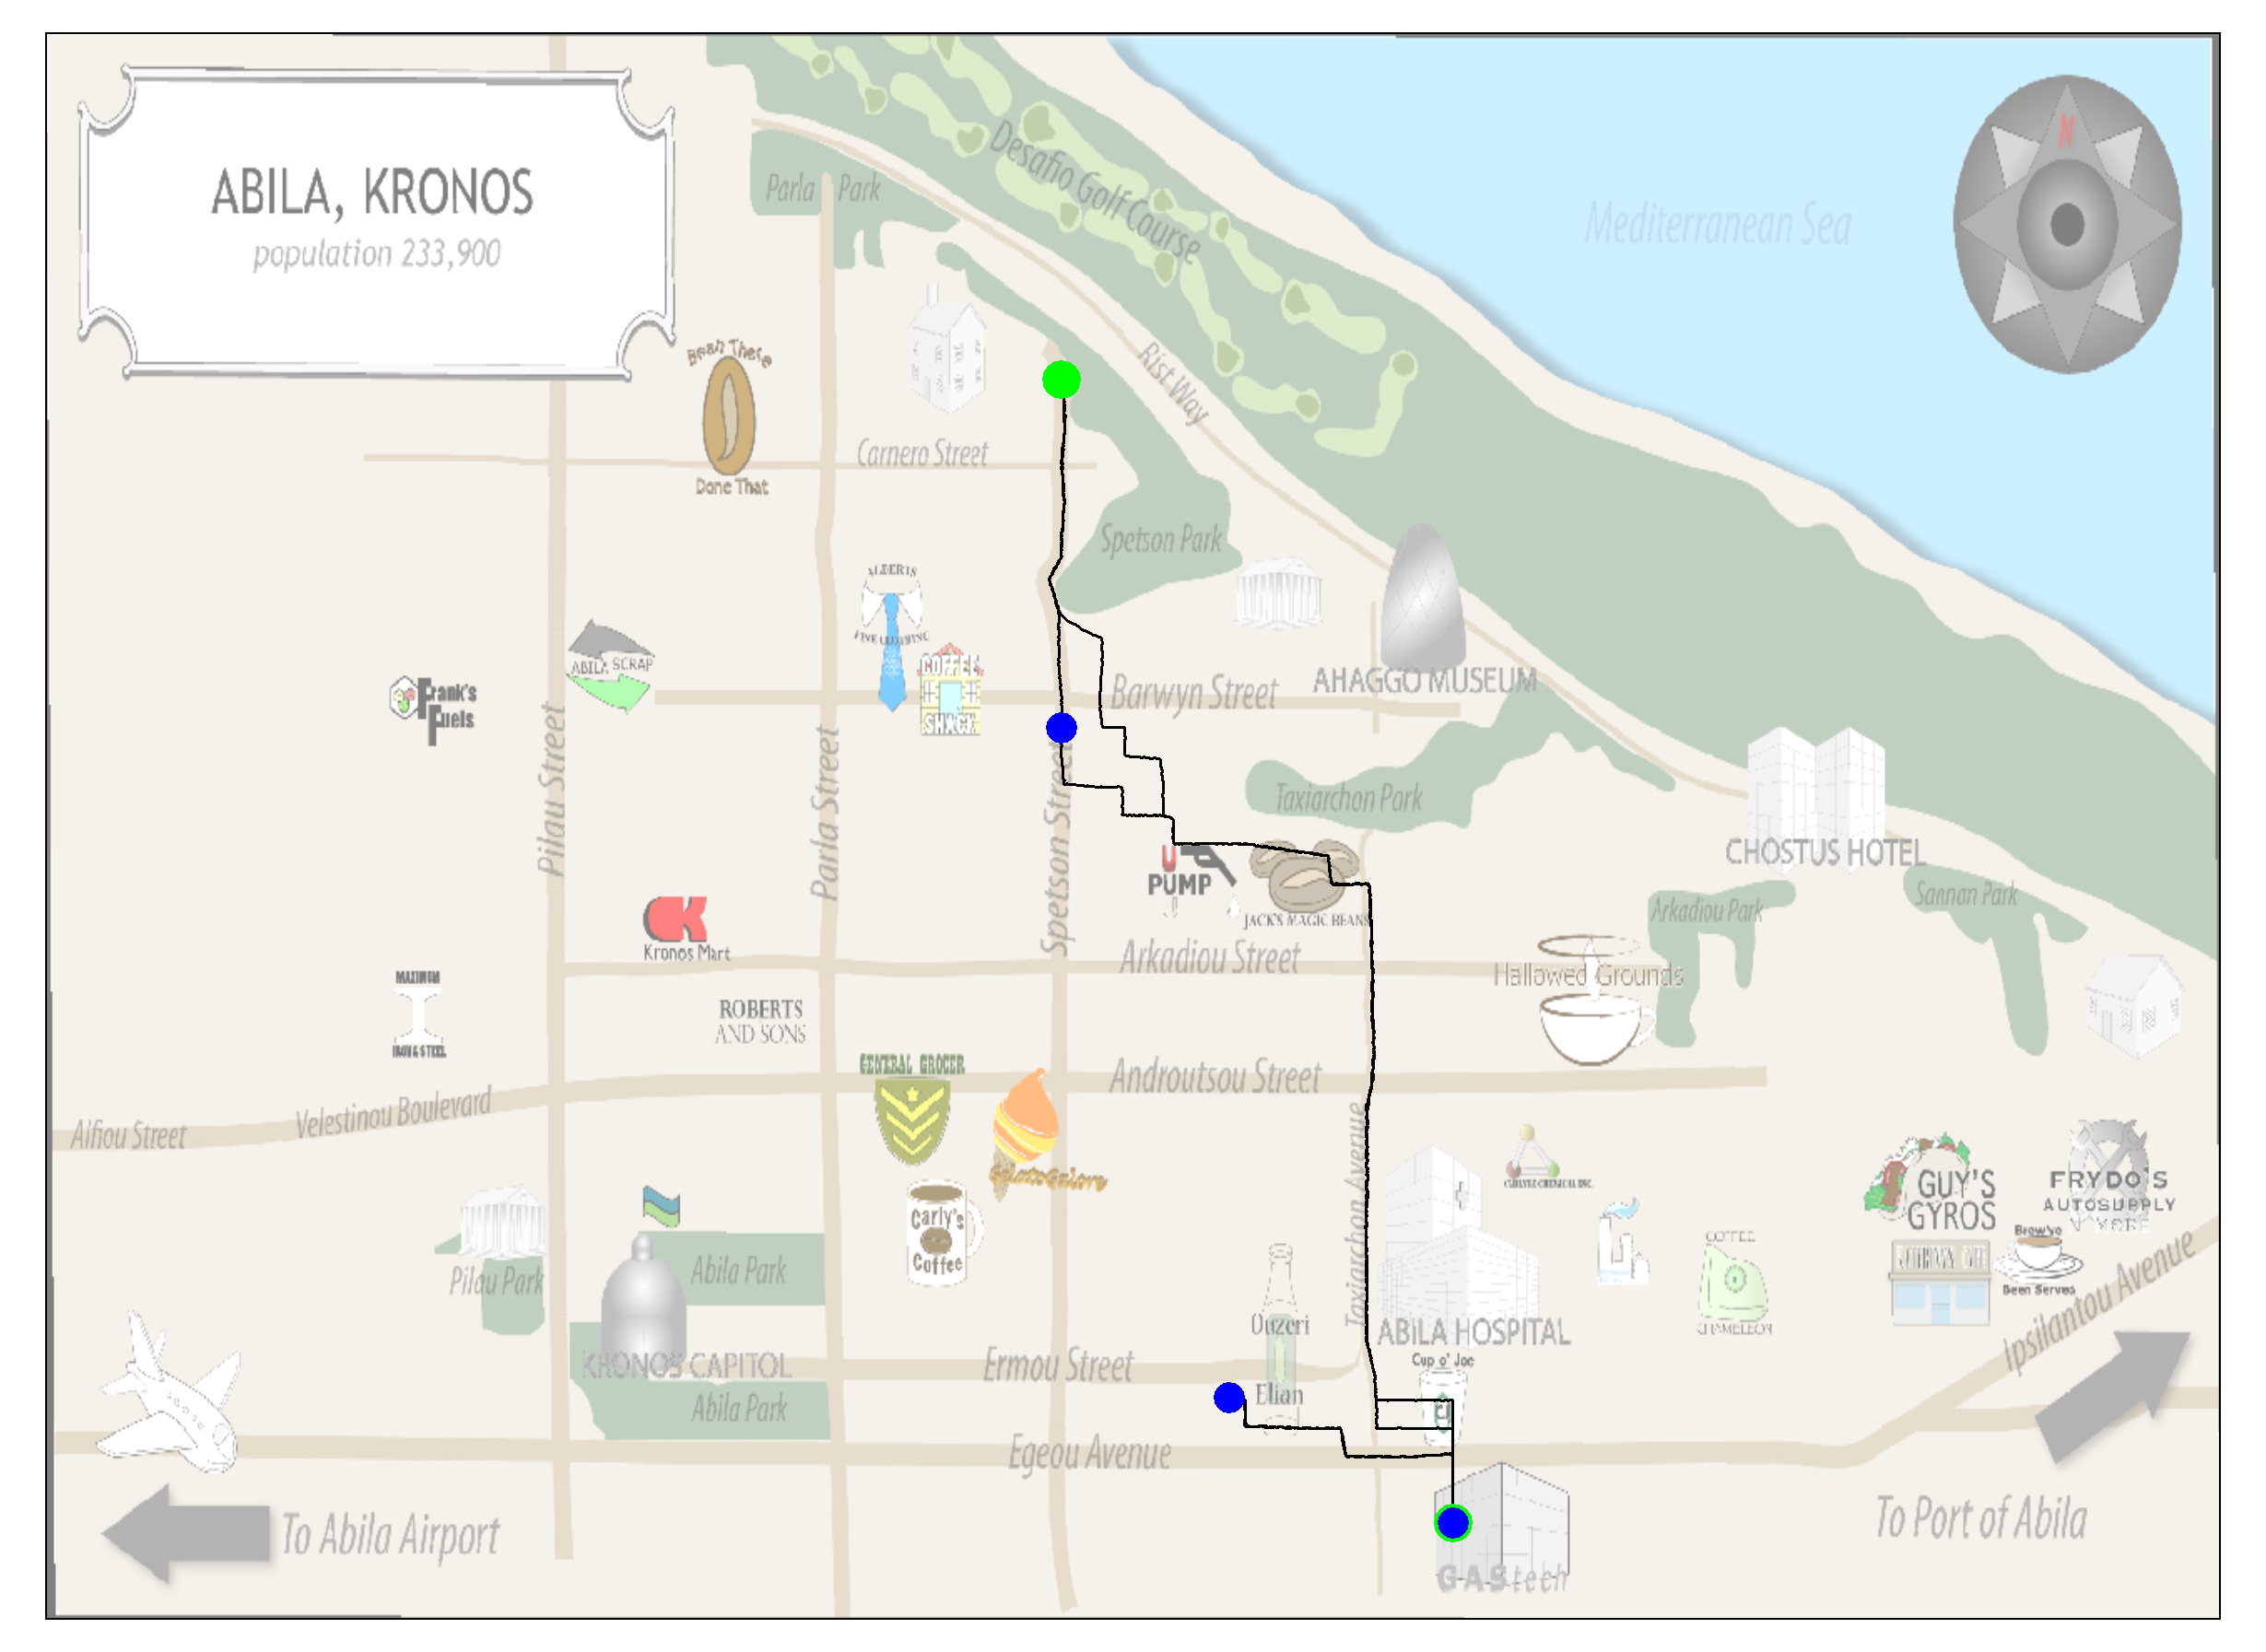 ABILA, KRONOS
population 233,900
N
Mediterranean Sea
Desafio Golf Course
Parla Park
Rist Way
Bean There
Done That
Carnero Street
Spetson Park
ALBERTS
FINE CLOTHING
ABILA SCRAP
COFFEE
SHACK
Frank's
Fuels
Barwyn Street
AHAGGO MUSEUM
Pilau Street
Parla Street
Spetson Street
Taxiarchon Park
CHOSTUS HOTEL
U
PUMP
JACK'S MAGIC BEANS
Arkadiou Park
Sannan Park
Kronos Mart
Arkadiou Street
Hallowed Grounds
MAXIMUM
IRON & STEEL
ROBERTS
AND SONS
GENERAL GROCER
Androutsou Street
Alfiou Street
Velestinou Boulevard
GelatoGalore
Taxiarchon Avenue
CARLYLE CHEMICAL INC.
GUY'S
GYROS
FRYDO'S
AUTOSUPPLY
N' MORE
Carly's
Coffee
Brew've
Been Served
COFFEE
CHAMELEON
Pilau Park
Abila Park
Ouzeri
Elian
ABILA HOSPITAL
Ipsilantou Avenue
KRONOS CAPITOL
Ermou Street
Cup o' Joe
CJ
Abila Park
Egeou Avenue
To Abila Airport
To Port of Abila
GAStech